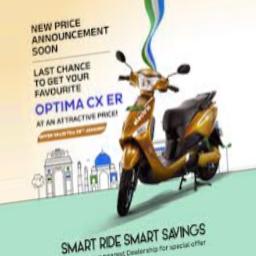 NEW PRICE
ANNOUNCEMENT
SOON
LAST CHANCE
TO GET YOUR
FAVOURITE
OPTIMA CX ER
AT AN ATTRACTIVE PRICE!
SMART RIDE SMART SAVINGS
Dealership for special offer